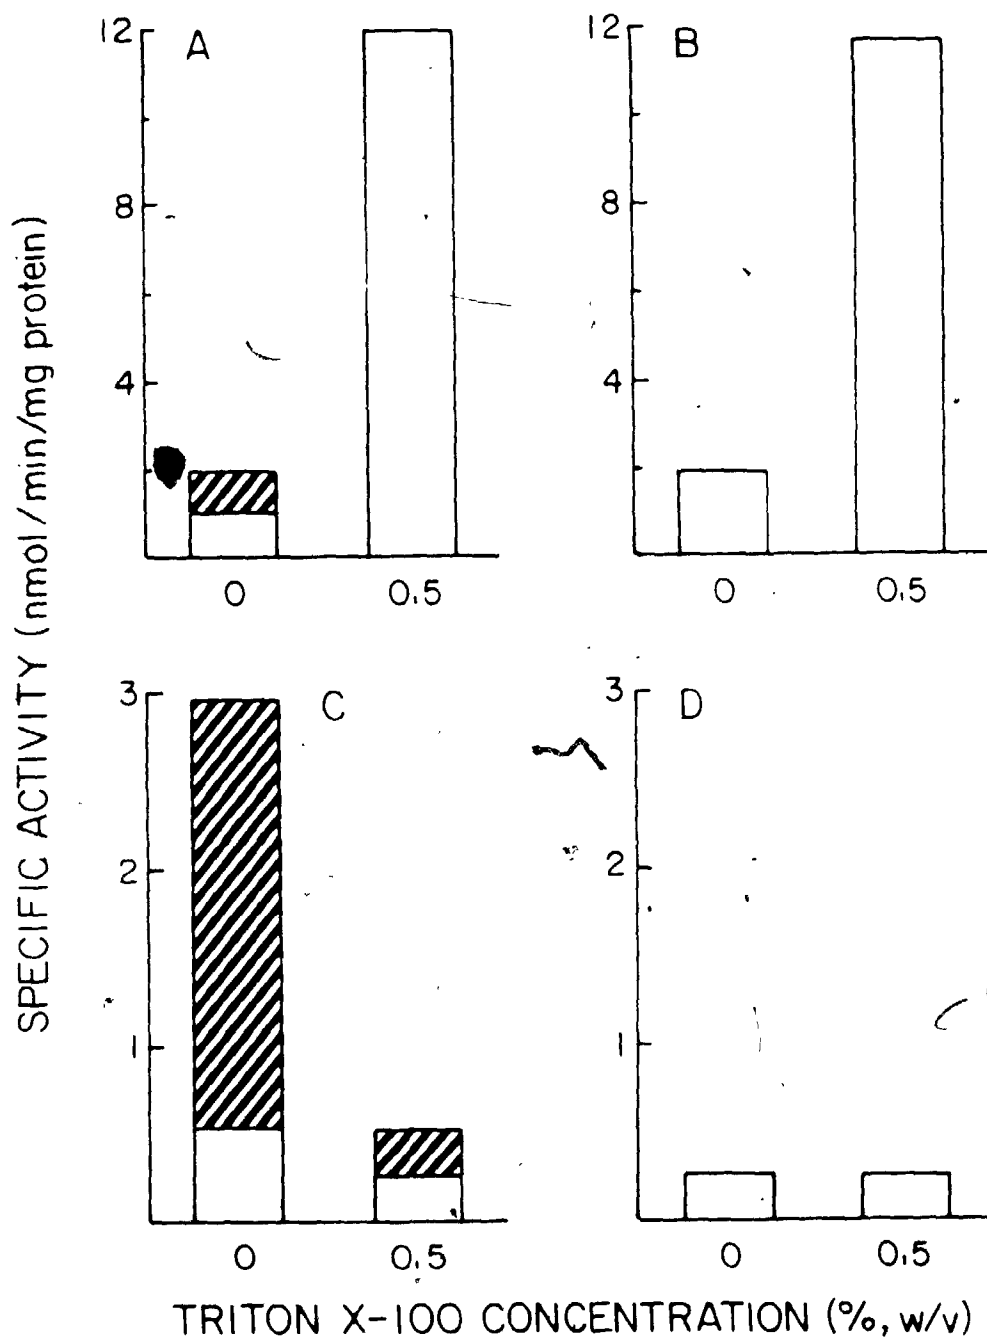 SPECIFIC ACTIVITY (nmol/min/mg protein)
A
12
8
4
0 0.5
B
12
8
4
0 0.5
C
3
2
1
0 0.5
D
3
2
1
0 0.5
TRITON X-100 CONCENTRATION (%, w/v)